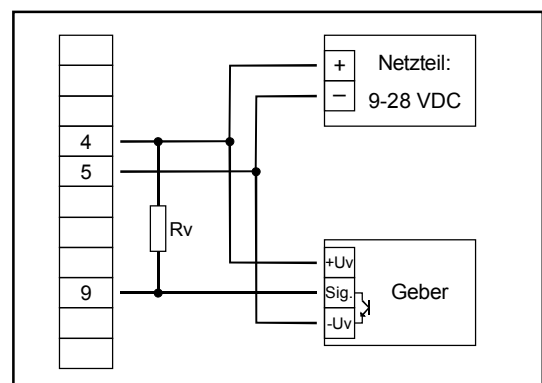 + Netzteil:
– 9-28 VDC
4
5
Rv
+Uv
9 Sig. Geber
-Uv